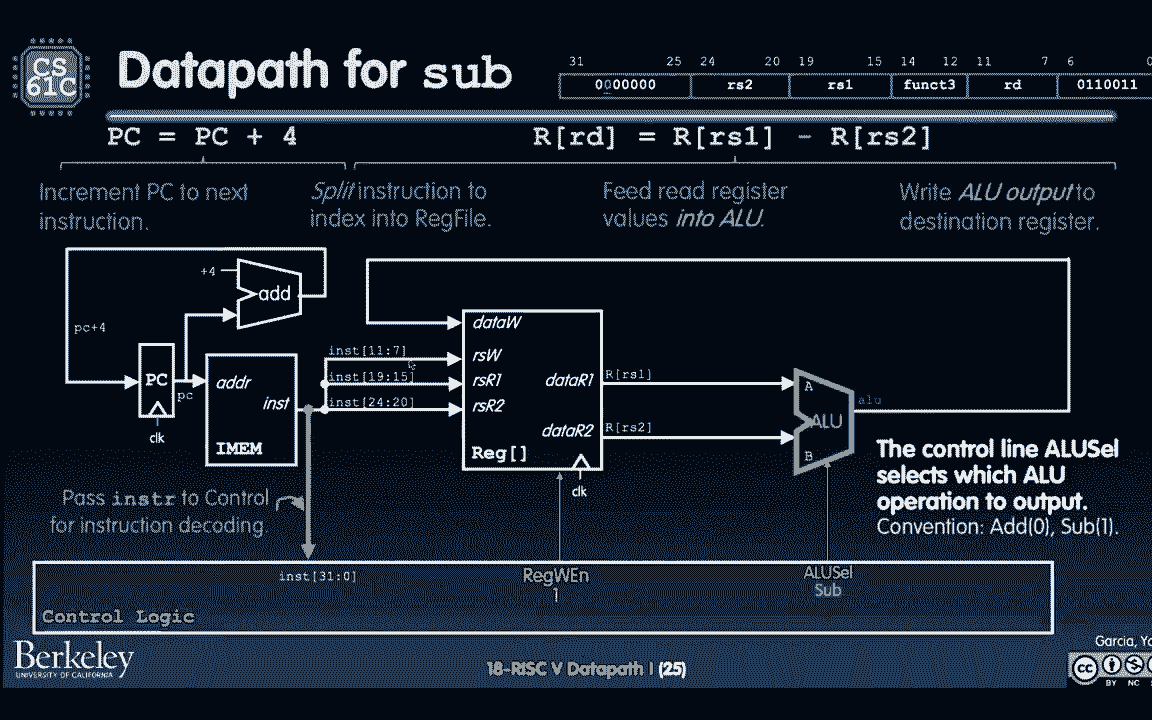 CS
61C
Datapath for sub
31 25 24 20 19 15 14 12 11 7 6 0
0000000 rs2 rs1 funct3 rd 0110011
PC = PC + 4
R[rd] = R[rs1] - R[rs2]
Increment PC to next
instruction.
Split instruction to
index into RegFile.
Feed read register
values into ALU.
Write ALU output to
destination register.
+4
add
pc+4
PC
pc
clk
addr
inst
IMEM
inst[11:7]
inst[19:15]
inst[24:20]
dataW
rsW
rsR1
rsR2
dataR1
dataR2
Reg[]
clk
R[rs1]
R[rs2]
A
ALU
B
alu
The control line ALUSel
selects which ALU
operation to output.
Convention: Add(0), Sub(1).
Pass instr to Control
for instruction decoding.
inst[31:0]
RegWEn
1
ALUSel
Sub
Control Logic
Berkeley
UNIVERSITY OF CALIFORNIA
18-RISC V Datapath I (25)
Garcia,
cc
BY NC